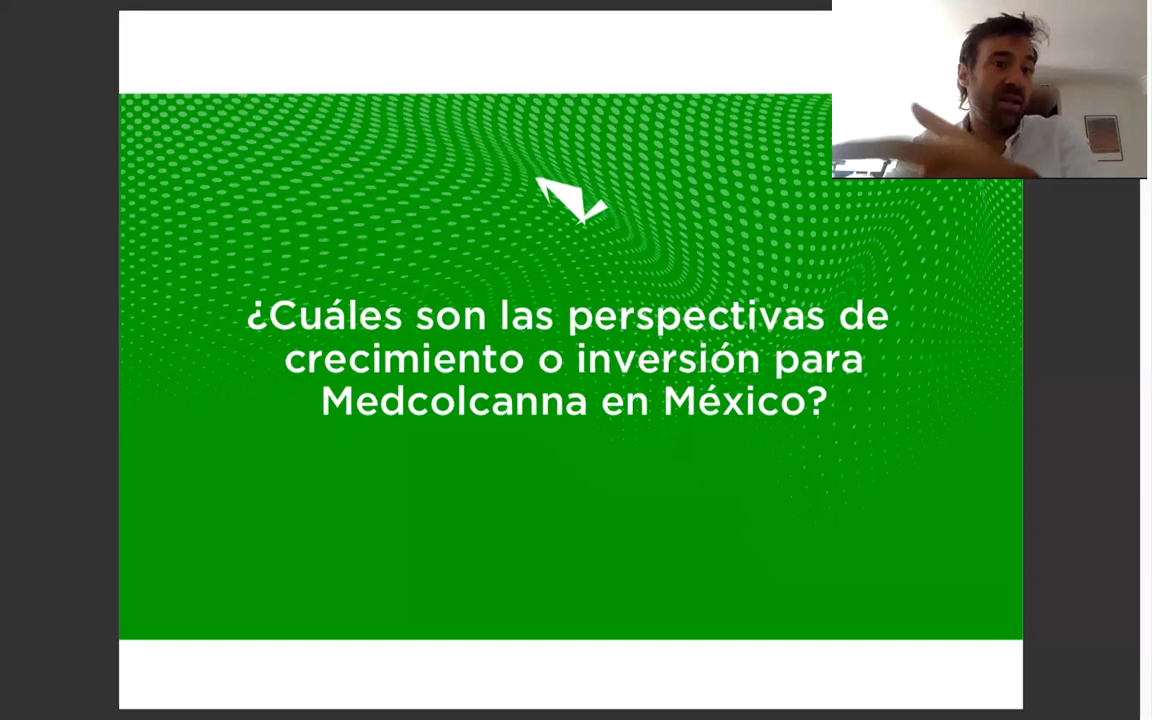 ¿Cuáles son las perspectivas de
crecimiento o inversión para
Medcolcanna en México?